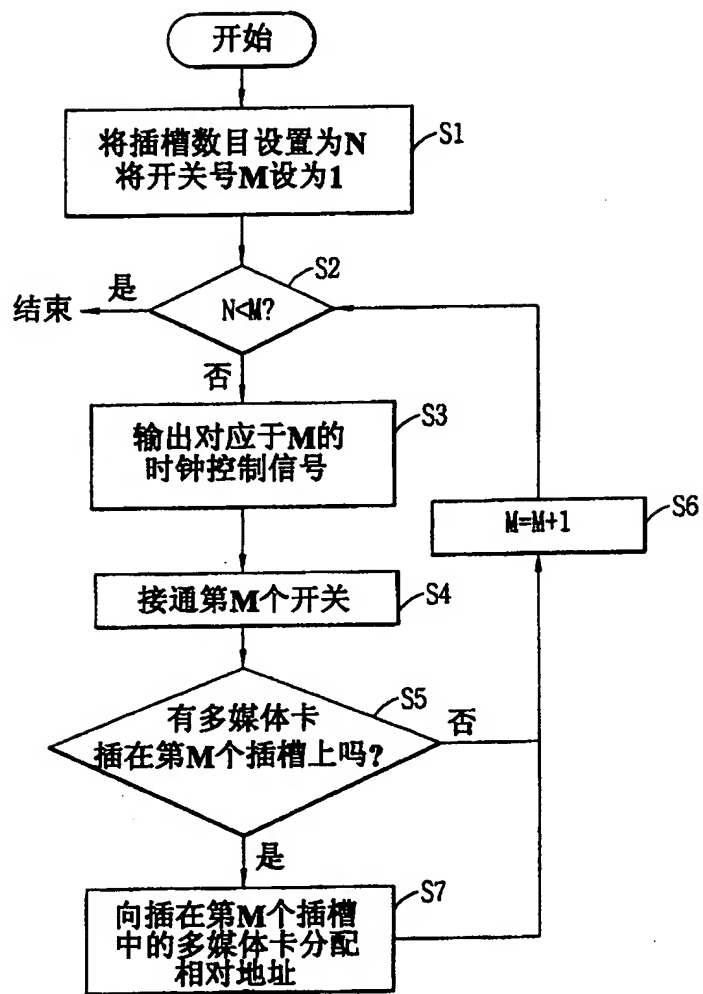 开始
将插槽数目设置为N
将开关号M设为1
S1
S2
是
结束
N<M?
否
S3
输出对应于M的
时钟控制信号
S6
M=M+1
接通第M个开关
S4
S5
有多媒体卡
插在第M个插槽上吗?
否
是
S7
向插在第M个插槽
中的多媒体卡分配
相对地址